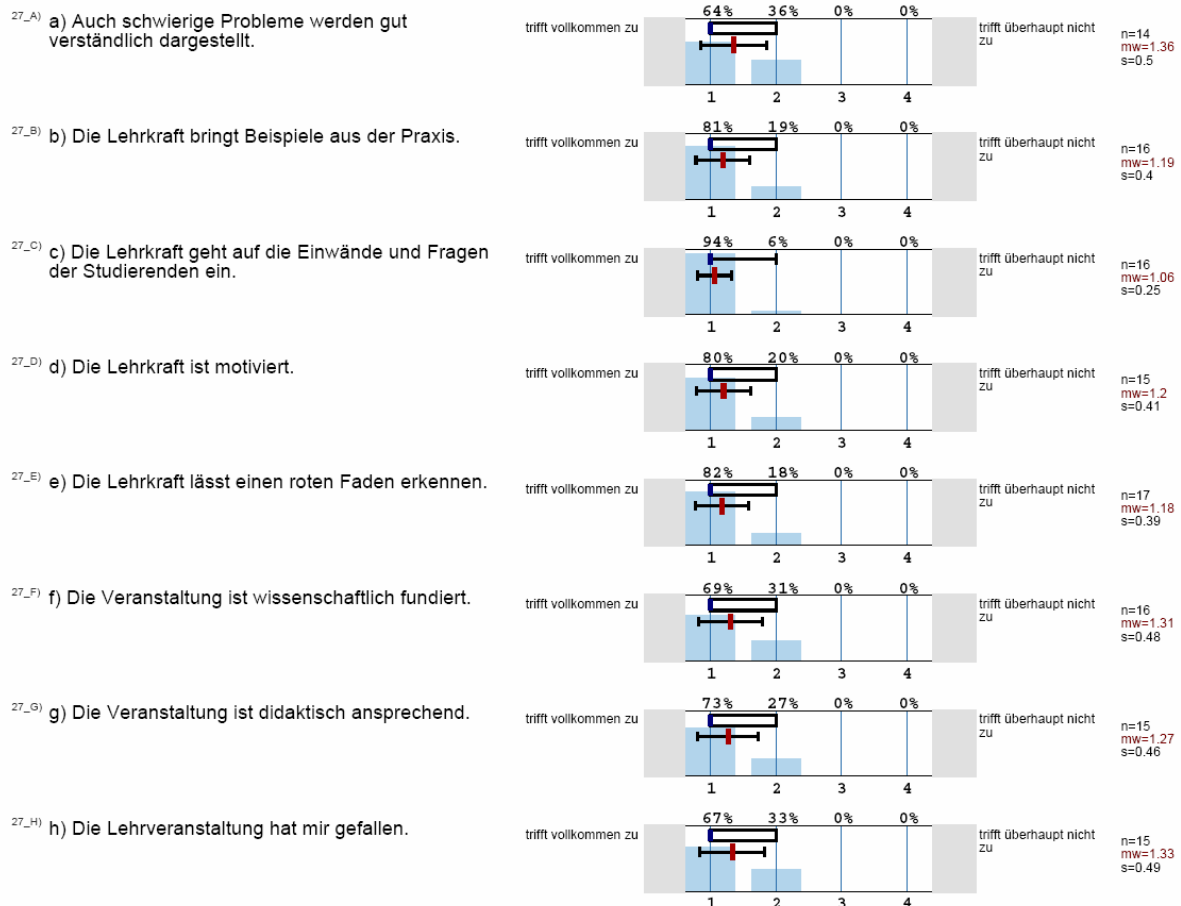 64% 36% 0% 0%
27_A) a) Auch schwierige Probleme werden gut
verständlich dargestellt.
trifft vollkommen zu
trifft überhaupt nicht
zu
n=14
mw=1.36
s=0.5
1 2 3 4
81% 19% 0% 0%
27_B) b) Die Lehrkraft bringt Beispiele aus der Praxis.
trifft vollkommen zu
trifft überhaupt nicht
zu
n=16
mw=1.19
s=0.4
1 2 3 4
94% 6% 0% 0%
27_C) c) Die Lehrkraft geht auf die Einwände und Fragen
der Studierenden ein.
trifft vollkommen zu
trifft überhaupt nicht
zu
n=16
mw=1.06
s=0.25
1 2 3 4
80% 20% 0% 0%
27_D) d) Die Lehrkraft ist motiviert.
trifft vollkommen zu
trifft überhaupt nicht
zu
n=15
mw=1.2
s=0.41
1 2 3 4
82% 18% 0% 0%
27_E) e) Die Lehrkraft lässt einen roten Faden erkennen.
trifft vollkommen zu
trifft überhaupt nicht
zu
n=17
mw=1.18
s=0.39
1 2 3 4
69% 31% 0% 0%
27_F) f) Die Veranstaltung ist wissenschaftlich fundiert.
trifft vollkommen zu
trifft überhaupt nicht
zu
n=16
mw=1.31
s=0.48
1 2 3 4
73% 27% 0% 0%
27_G) g) Die Veranstaltung ist didaktisch ansprechend.
trifft vollkommen zu
trifft überhaupt nicht
zu
n=15
mw=1.27
s=0.46
1 2 3 4
67% 33% 0% 0%
27_H) h) Die Lehrveranstaltung hat mir gefallen.
trifft vollkommen zu
trifft überhaupt nicht
zu
n=15
mw=1.33
s=0.49
1 2 3 4